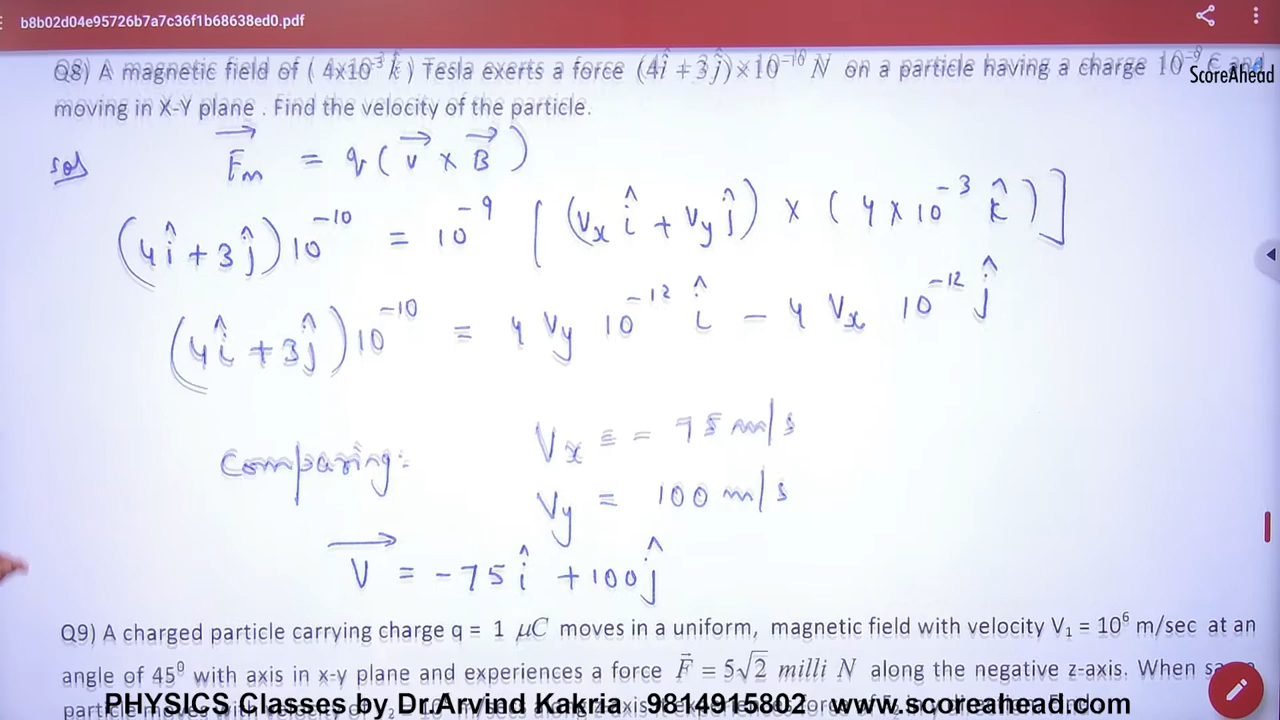 b8b02d04e95726b7a7c36f1b68638ed0.pdf
ScoreAhead
Q8) A magnetic field of ( 4x10⁻³ k̂ ) Tesla exerts a force (4î + 3ĵ)×10⁻¹⁰ N on a particle having a charge 10⁻⁹ C and
moving in X-Y plane . Find the velocity of the particle.
Sol F⃗m = q ( v⃗ × B⃗ )
(4î + 3ĵ) 10⁻¹⁰ = 10⁻⁹ [ (Vx î + Vy ĵ) × ( 4 × 10⁻³ k̂ ) ]
(4î + 3ĵ) 10⁻¹⁰ = 4 Vy 10⁻¹² î – 4 Vx 10⁻¹² ĵ
Comparing: Vx = = 75 m/s
Vy = 100 m/s
V⃗ = -75 î + 100 ĵ
Q9) A charged particle carrying charge q = 1 μC moves in a uniform, magnetic field with velocity V₁ = 10⁶ m/sec at an
angle of 45⁰ with axis in x-y plane and experiences a force F⃗ = 5√2 milli N along the negative z-axis. When
PHYSICS Classes by Dr.Arvind Kakria 9814915802 www.scoreahead.com